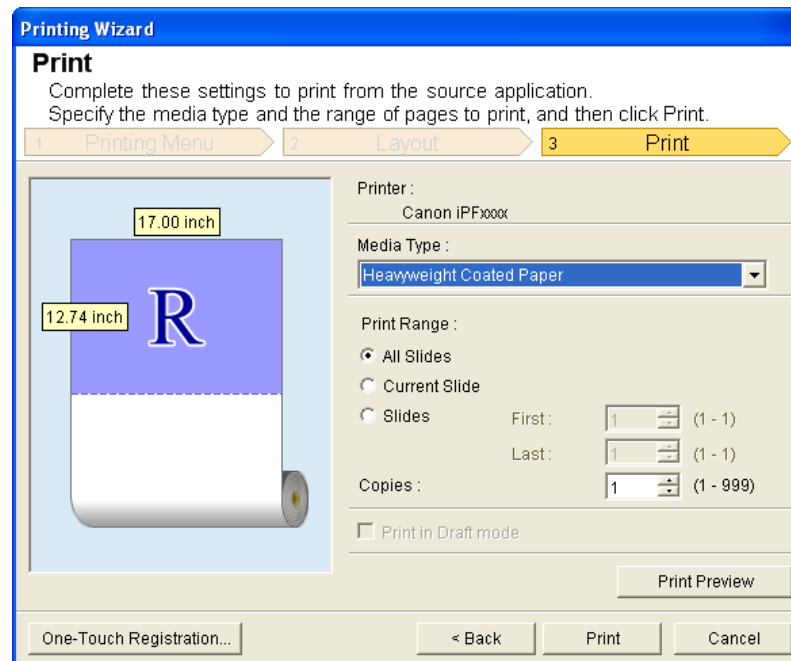 Printing Wizard
Print
Complete these settings to print from the source application.
Specify the media type and the range of pages to print, and then click Print.
1 Printing Menu 2 Layout 3 Print
17.00 inch
12.74 inch
R
Printer :
Canon iPFxxxx
Media Type :
Heavyweight Coated Paper
Print Range :
All Slides
Current Slide
Slides First : 1 (1 - 1)
Last : 1 (1 - 1)
Copies : 1 (1 - 999)
Print in Draft mode
Print Preview
One-Touch Registration... < Back Print Cancel